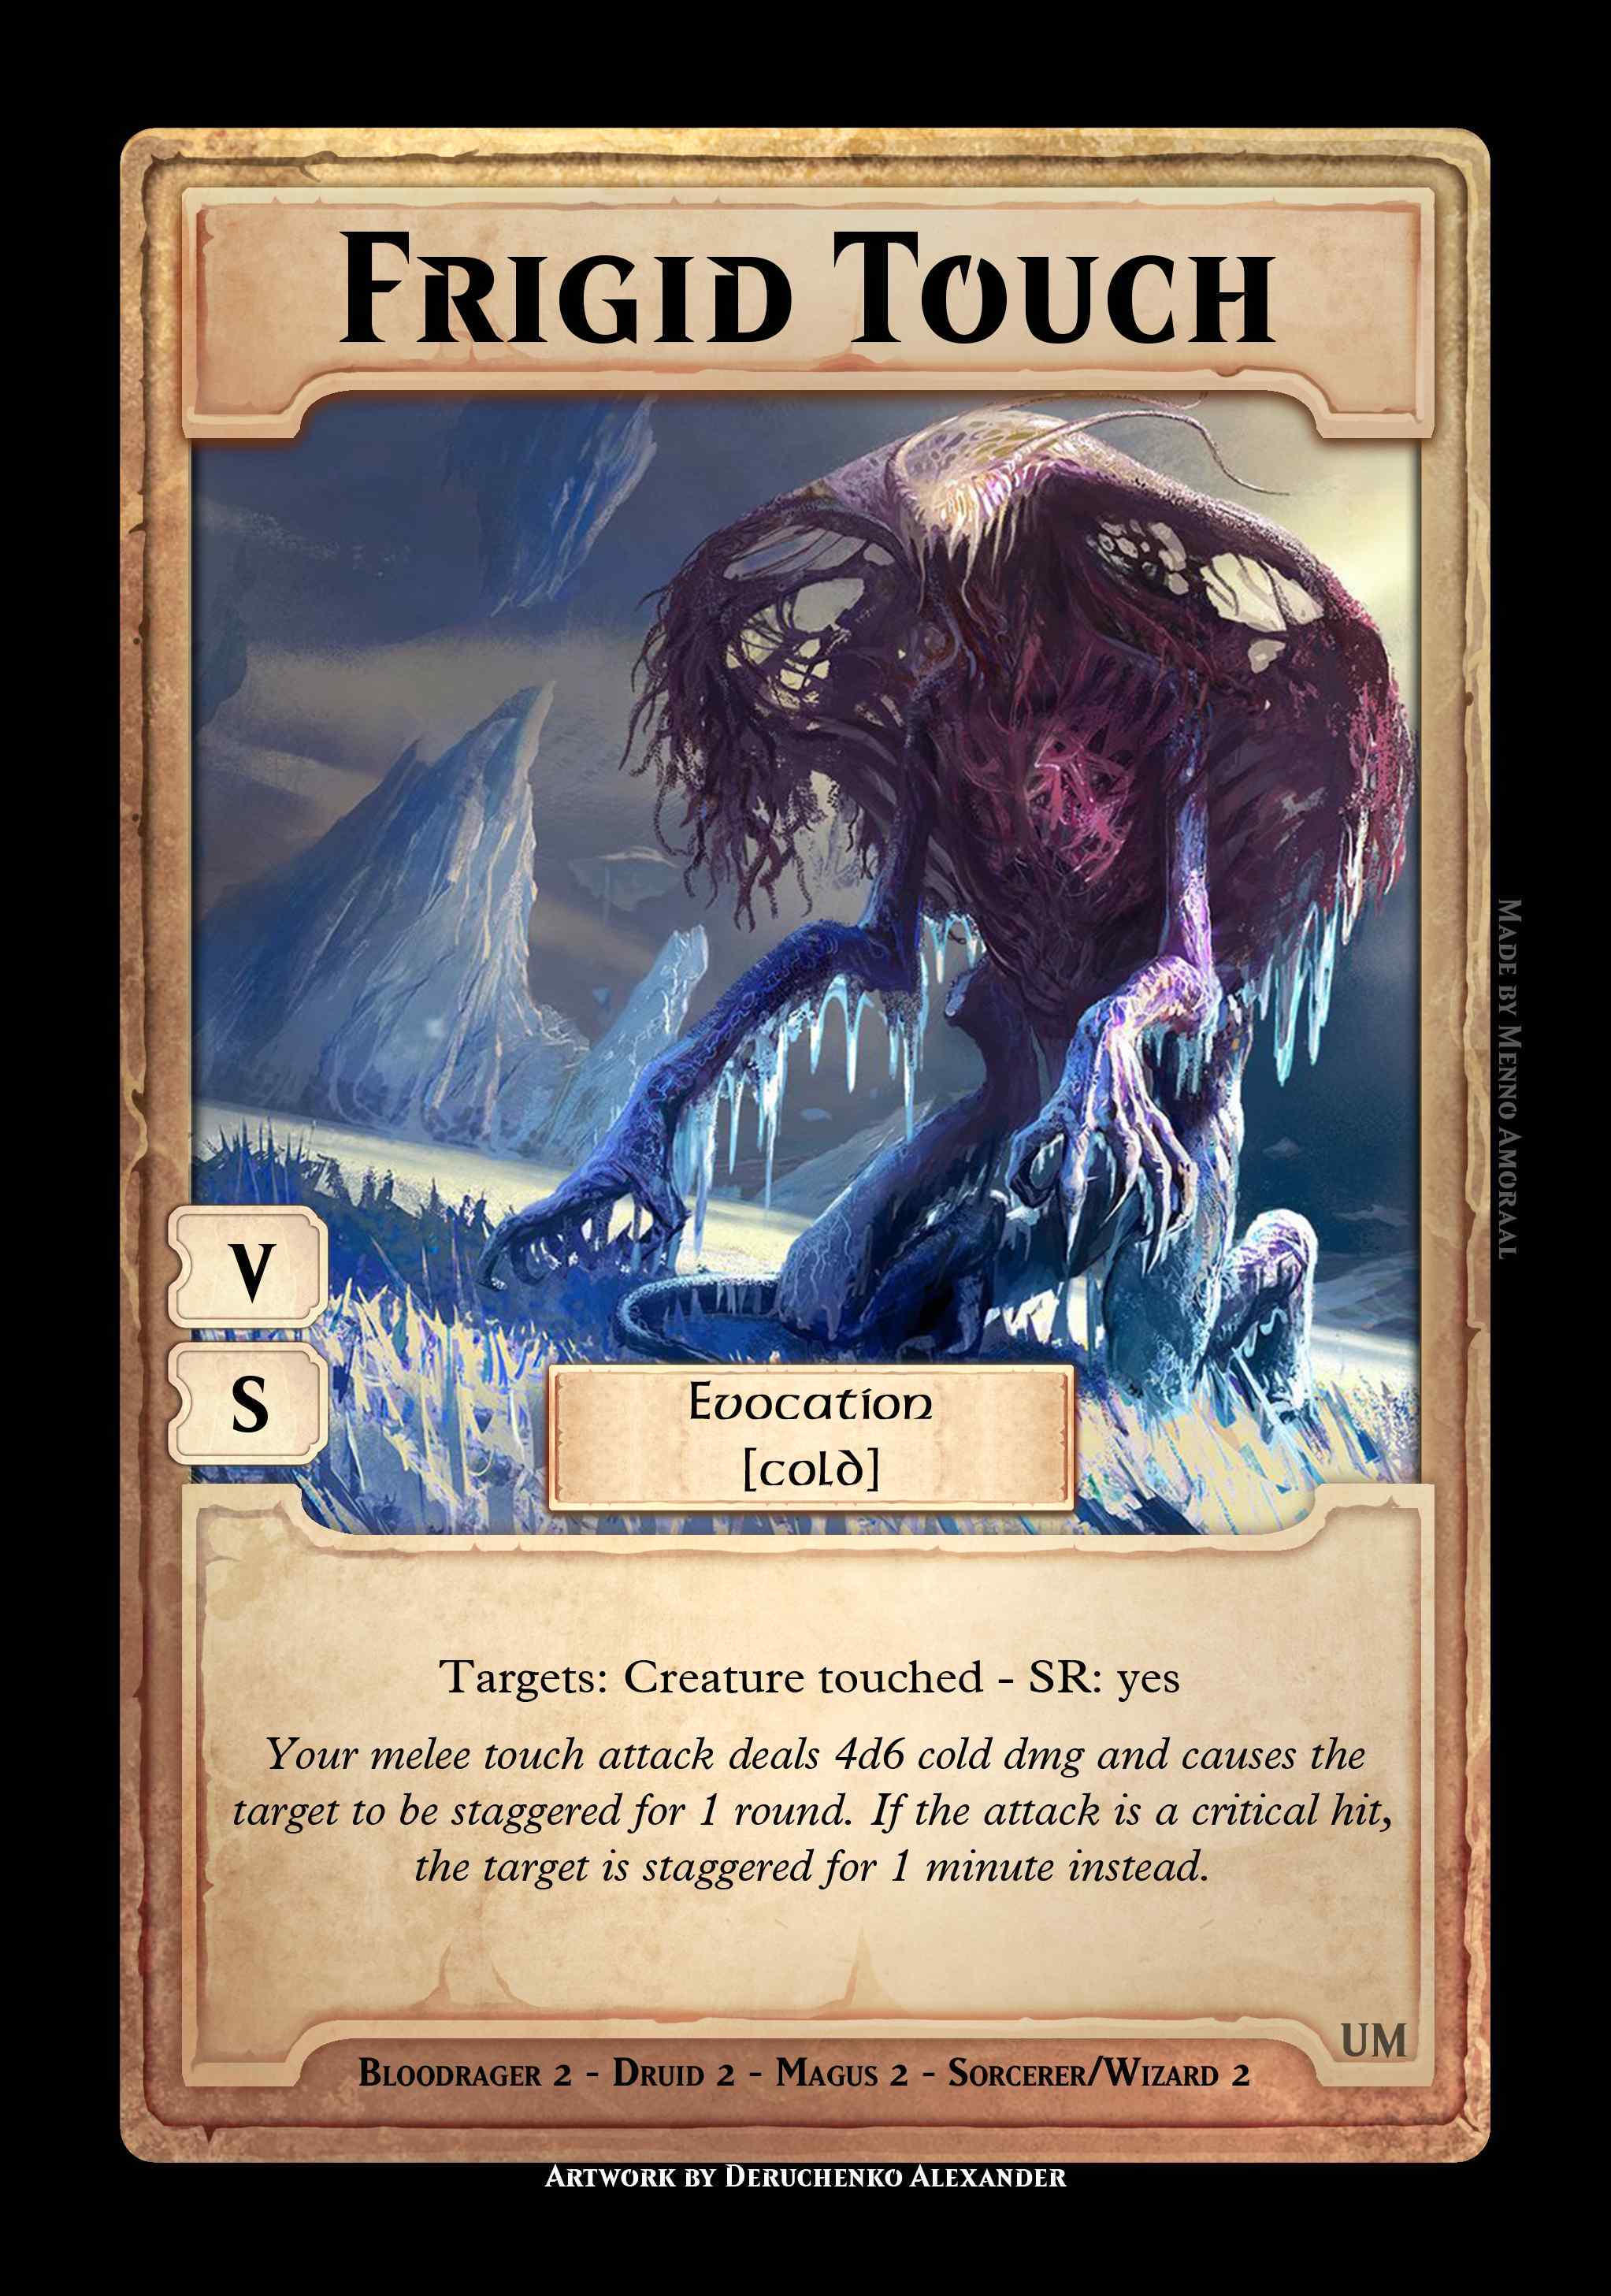 Frigid Touch
V
S
Evocation
[cold]
Targets: Creature touched - SR: yes
Your melee touch attack deals 4d6 cold dmg and causes the
target to be staggered for 1 round. If the attack is a critical hit,
the target is staggered for 1 minute instead.
UM
Bloodrager 2 - Druid 2 - Magus 2 - Sorcerer/Wizard 2
Artwork by Deruchenko Alexander
Made by Menno Amoraal